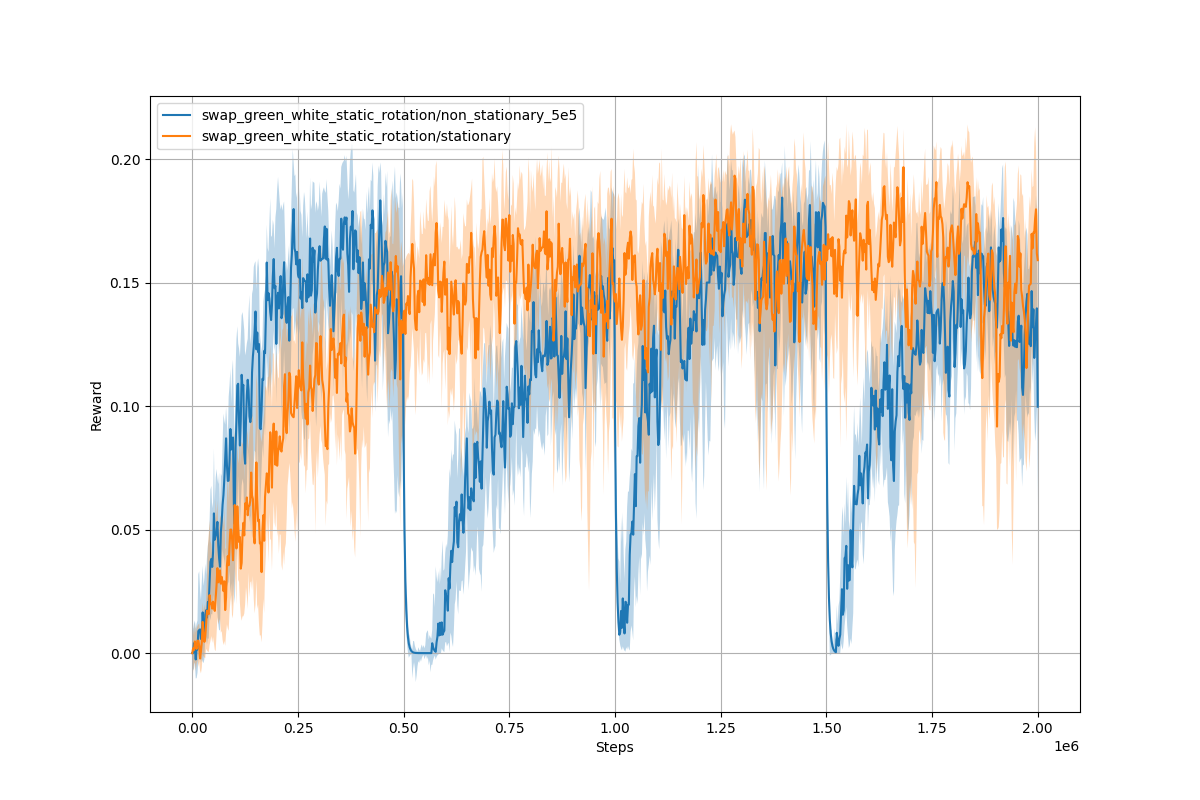 swap_green_white_static_rotation/non_stationary_5e5
swap_green_white_static_rotation/stationary
0.20
0.15
0.10
0.05
0.00
Reward
0.00 0.25 0.50 0.75 1.00 1.25 1.50 1.75 2.00
Steps
1e6